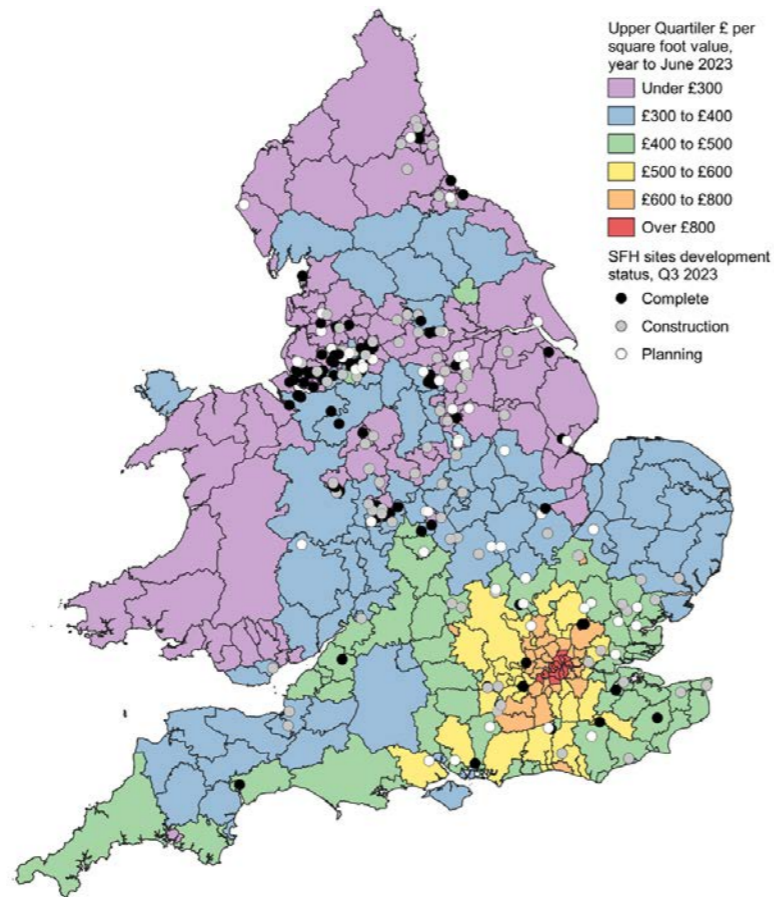 Upper Quartiler £ per
square foot value,
year to June 2023
Under £300
£300 to £400
£400 to £500
£500 to £600
£600 to £800
Over £800
SFH sites development
status, Q3 2023
Complete
Construction
Planning